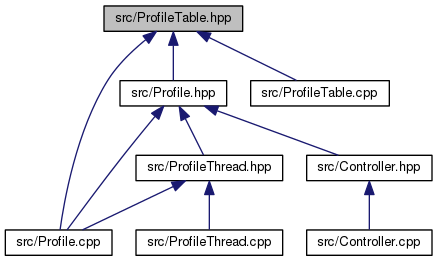 src/ProfileTable.hpp
src/Profile.hpp
src/ProfileTable.cpp
src/ProfileThread.hpp
src/Controller.hpp
src/Profile.cpp
src/ProfileThread.cpp
src/Controller.cpp